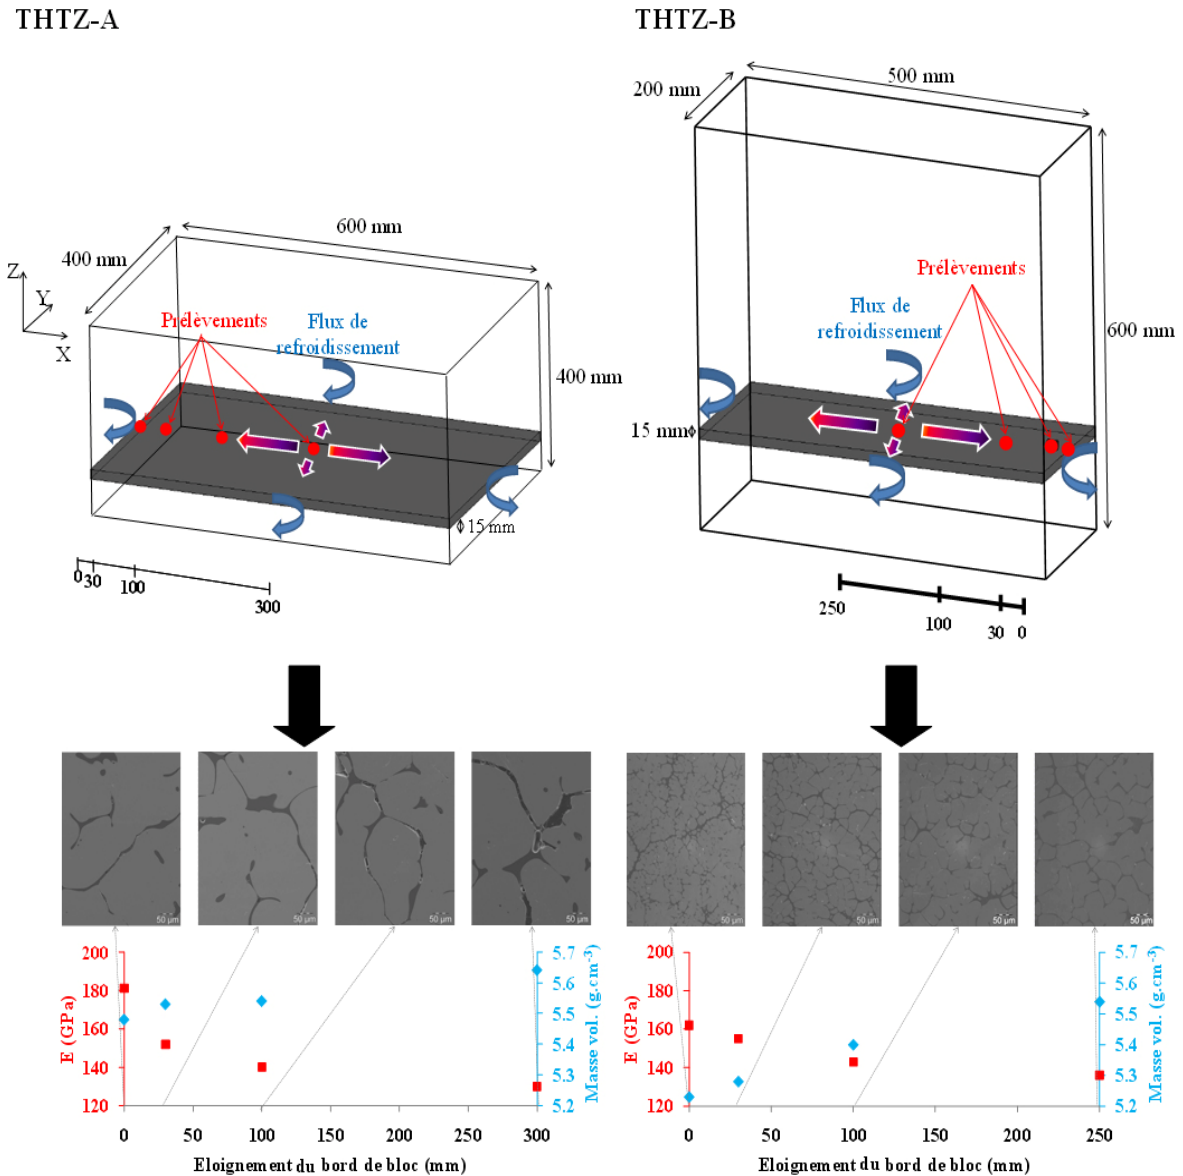 THTZ-A
THTZ-B
600 mm
400 mm
Z
Y
X
Prélèvements
Flux de
refroidissement
400 mm
15 mm
0
30
100
300
200 mm
500 mm
Prélèvements
Flux de
refroidissement
600 mm
15 mm
250
100
30
0
50 µm
50 µm
50 µm
50 µm
50 µm
50 µm
50 µm
50 µm
E (GPa)
200
180
160
140
120
5.7
5.6
5.5
5.4
5.3
5.2
Masse vol. (g.cm-3)
0 50 100 150 200 250 300
Eloignement du bord de bloc (mm)
E (GPa)
200
180
160
140
120
5.7
5.6
5.5
5.4
5.3
5.2
Masse vol. (g.cm-3)
0 50 100 150 200 250
Eloignement du bord de bloc (mm)